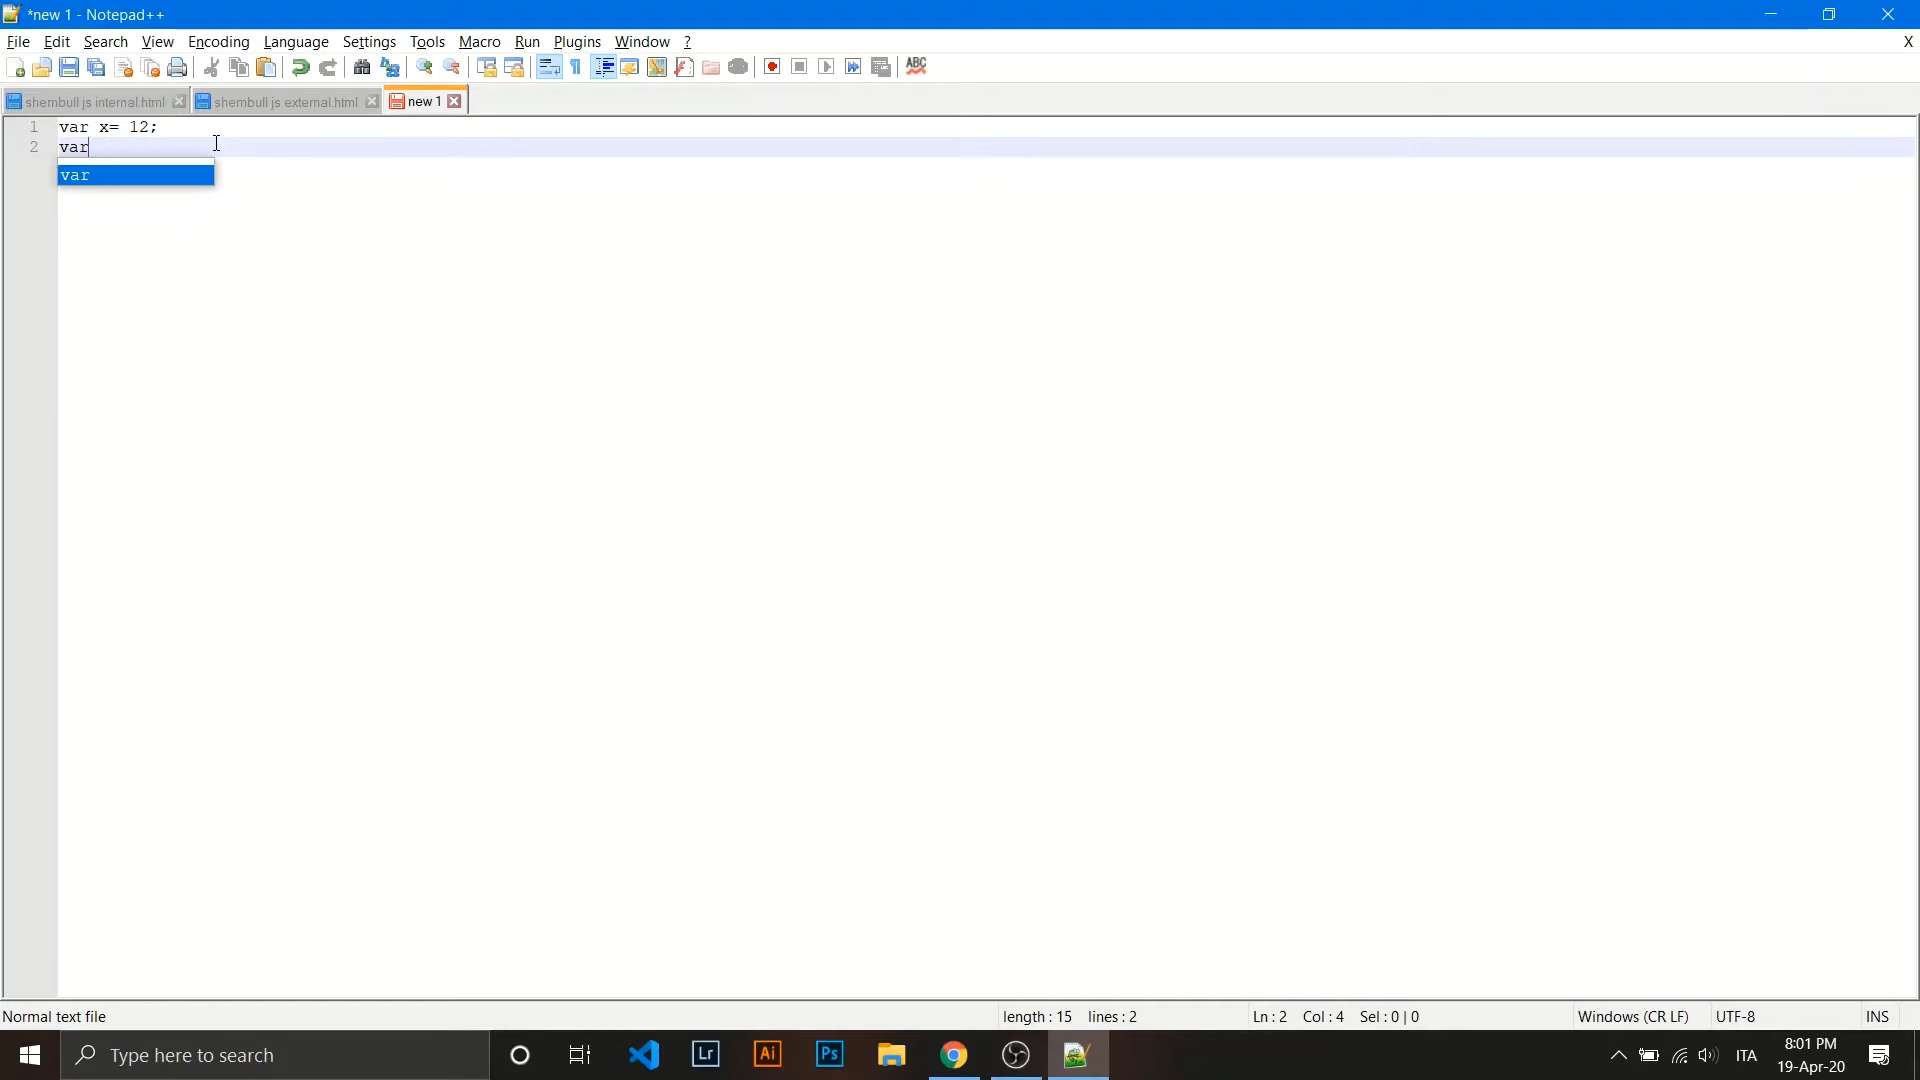 *new 1 - Notepad++
File Edit Search View Encoding Language Settings Tools Macro Run Plugins Window ? X
ABC
shembull js internal.html shembull js external.html new 1
1 var x= 12;
2 var
var
Normal text file length : 15 lines : 2 Ln : 2 Col : 4 Sel : 0 | 0 Windows (CR LF) UTF-8 INS
Type here to search Lr Ai Ps ITA 8:01 PM
19-Apr-20